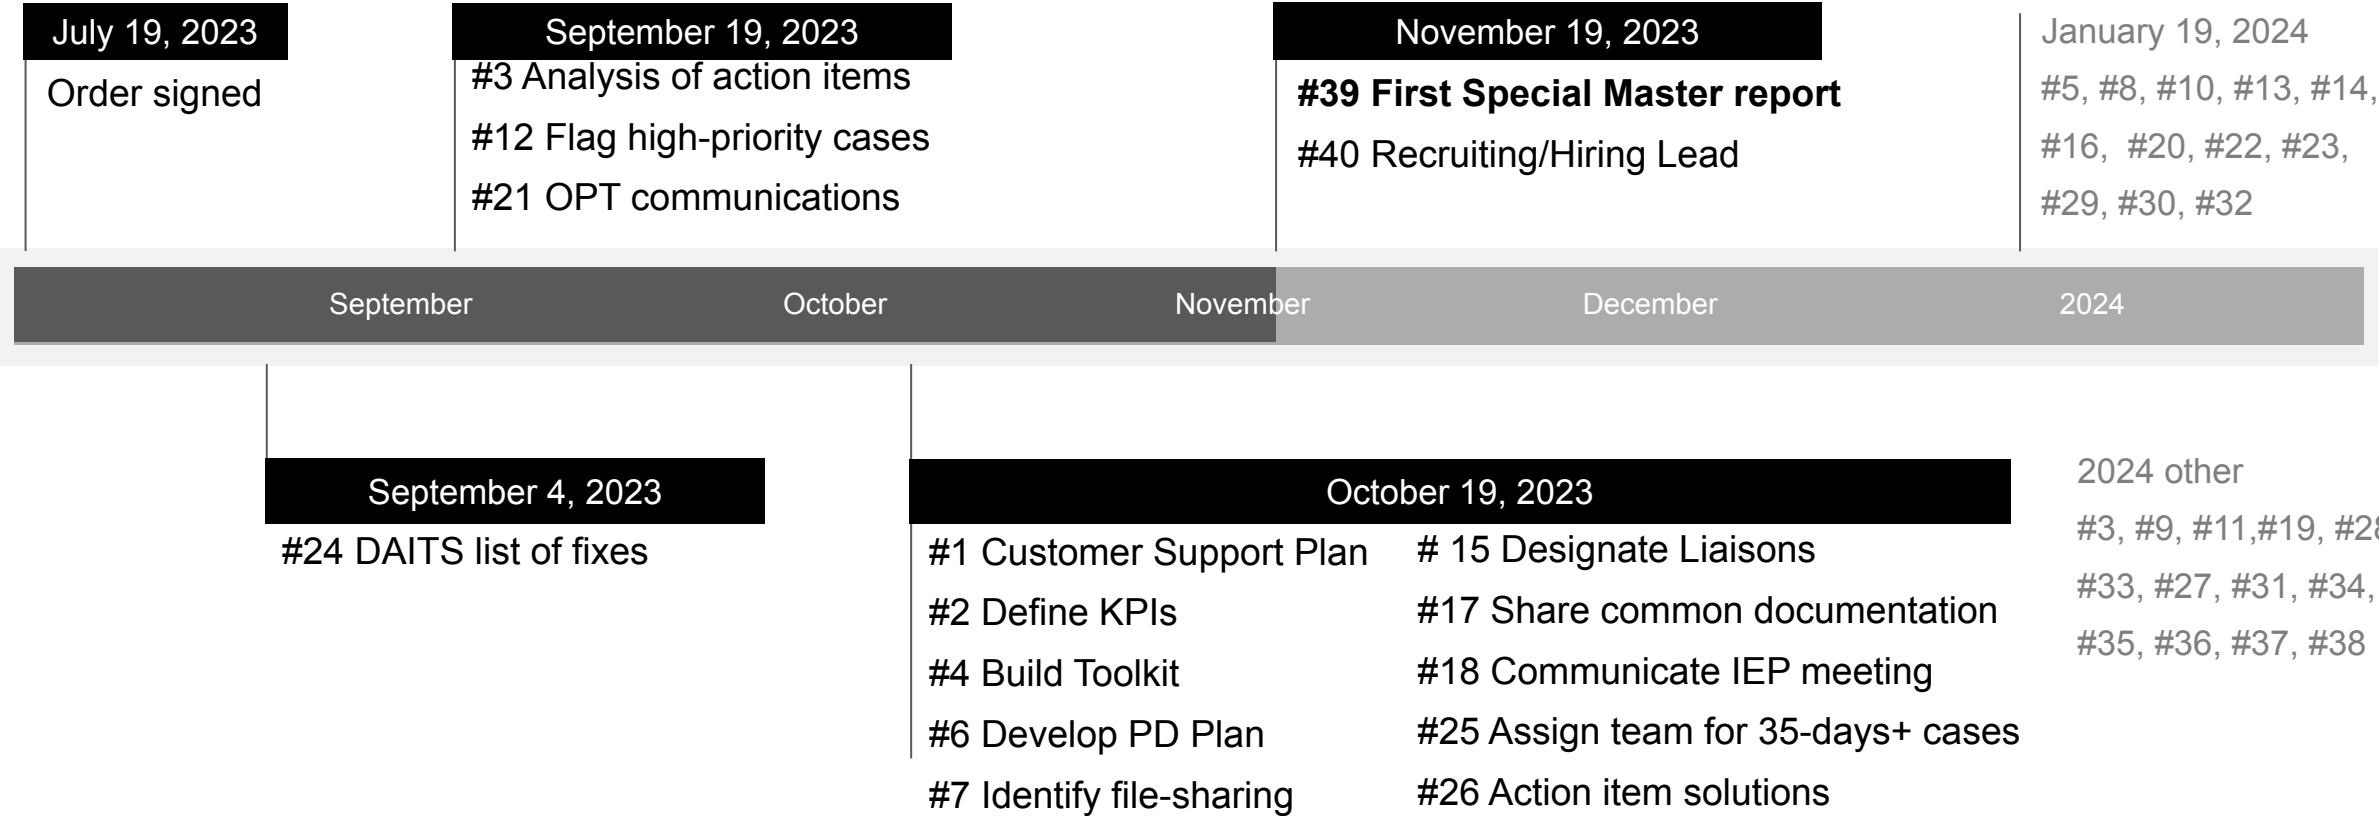 July 19, 2023
Order signed
September 19, 2023
#3 Analysis of action items
#12 Flag high-priority cases
#21 OPT communications
November 19, 2023
#39 First Special Master report
#40 Recruiting/Hiring Lead
January 19, 2024
#5, #8, #10, #13, #14,
#16, #20, #22, #23,
#29, #30, #32
September
October
November
December
2024
September 4, 2023
#24 DAITS list of fixes
October 19, 2023
#1 Customer Support Plan
#2 Define KPIs
#4 Build Toolkit
#6 Develop PD Plan
#7 Identify file-sharing
# 15 Designate Liaisons
#17 Share common documentation
#18 Communicate IEP meeting
#25 Assign team for 35-days+ cases
#26 Action item solutions
2024 other
#3, #9, #11,#19, #28
#33, #27, #31, #34,
#35, #36, #37, #38